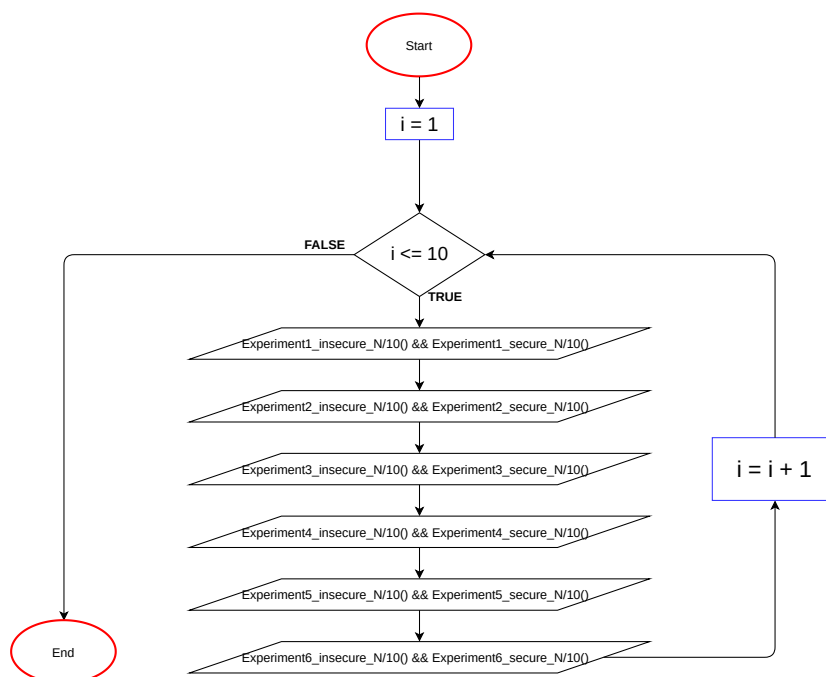 Start
i = 1
i <= 10
FALSE
TRUE
Experiment1_insecure_N/10() && Experiment1_secure_N/10()
Experiment2_insecure_N/10() && Experiment2_secure_N/10()
Experiment3_insecure_N/10() && Experiment3_secure_N/10()
i = i + 1
Experiment4_insecure_N/10() && Experiment4_secure_N/10()
Experiment5_insecure_N/10() && Experiment5_secure_N/10()
Experiment6_insecure_N/10() && Experiment6_secure_N/10()
End